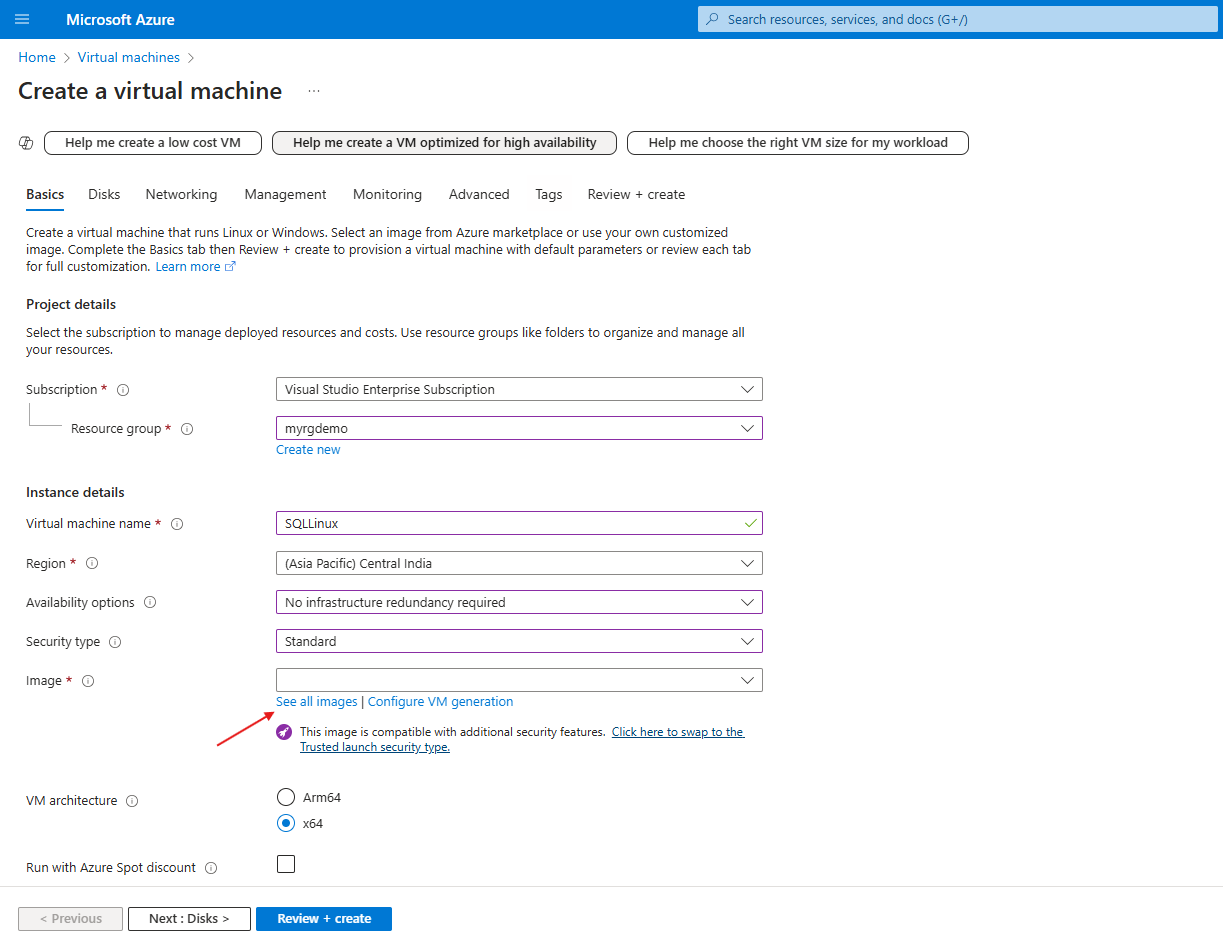 Microsoft Azure
Search resources, services, and docs (G+/)
Home > Virtual machines >
Create a virtual machine ...
Help me create a low cost VM
Help me create a VM optimized for high availability
Help me choose the right VM size for my workload
Basics Disks Networking Management Monitoring Advanced Tags Review + create
Create a virtual machine that runs Linux or Windows. Select an image from Azure marketplace or use your own customized
image. Complete the Basics tab then Review + create to provision a virtual machine with default parameters or review each tab
for full customization. Learn more
Project details
Select the subscription to manage deployed resources and costs. Use resource groups like folders to organize and manage all
your resources.
Subscription *
Visual Studio Enterprise Subscription
Resource group *
myrgdemo
Create new
Instance details
Virtual machine name *
SQLLinux
Region *
(Asia Pacific) Central India
Availability options
No infrastructure redundancy required
Security type
Standard
Image *
See all images | Configure VM generation
This image is compatible with additional security features. Click here to swap to the
Trusted launch security type.
VM architecture
Arm64
x64
Run with Azure Spot discount
< Previous
Next : Disks >
Review + create